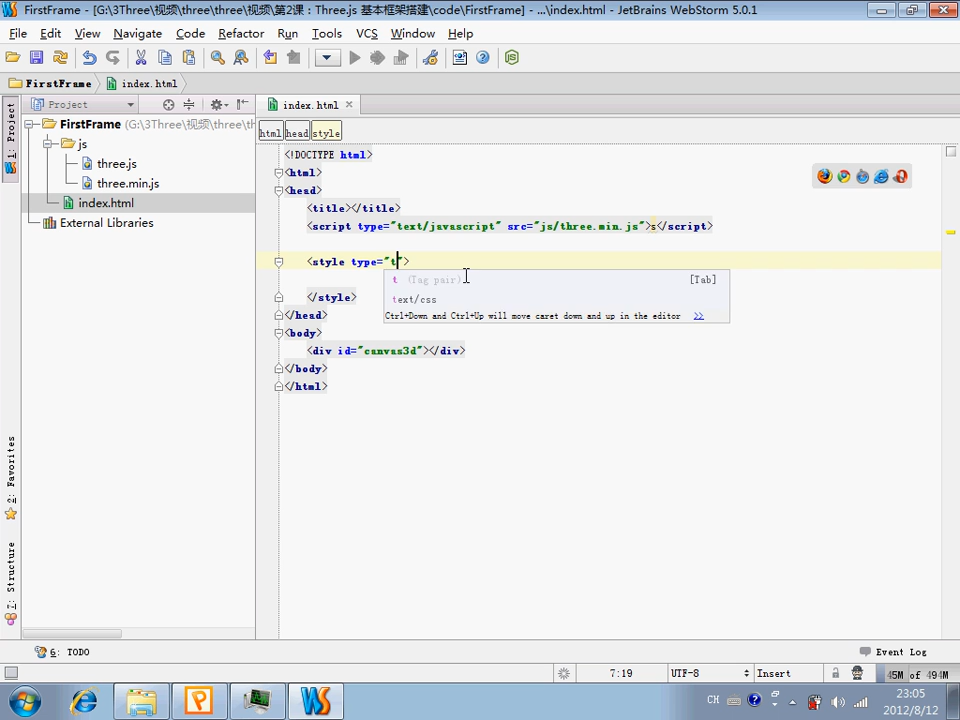 FirstFrame - [G:\3Three\视频\three\three\视频\第2课：Three.js 基本框架搭建\code\FirstFrame] - ...\index.html - JetBrains WebStorm 5.0.1
File Edit View Navigate Code Refactor Run Tools VCS Window Help
FirstFrame index.html
Project
index.html
1: Project
FirstFrame (G:\3Three\视频\three\th
js
three.js
three.min.js
index.html
External Libraries
html head style
<!DOCTYPE html>
<html>
<head>
<title></title>
<script type="text/javascript" src="js/three.min.js">s</script>
<style type="t">
t (Tag pair) [Tab]
text/css
Ctrl+Down and Ctrl+Up will move caret down and up in the editor >>
</style>
</head>
<body>
<div id="canvas3d"></div>
</body>
</html>
2: Favorites
7: Structure
6: TODO
Event Log
7:19 UTF-8 Insert 45M of 494M
CH
23:05
2012/8/12